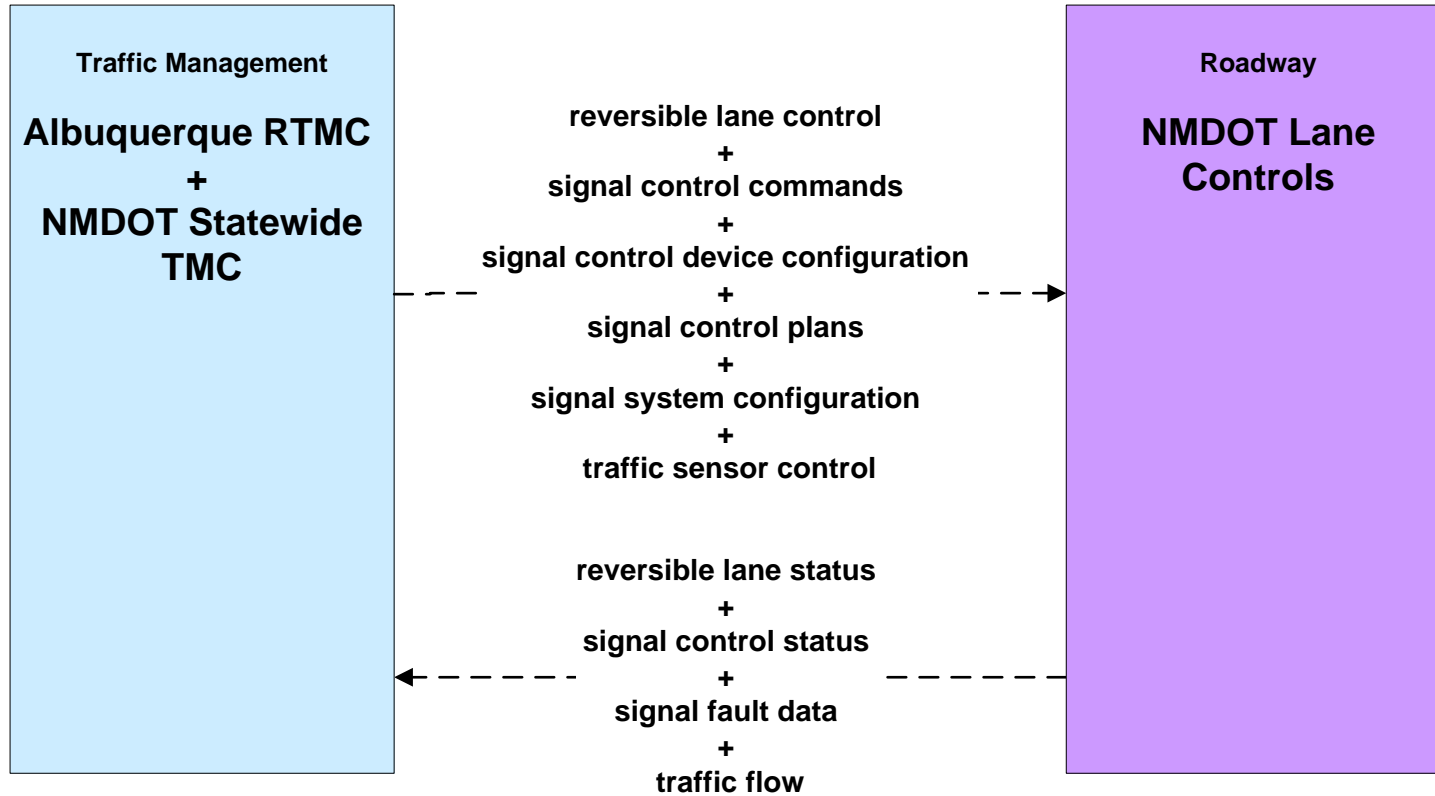 Traffic Management
Albuquerque RTMC
+
NMDOT Statewide
TMC
reversible lane control
+
signal control commands
+
signal control device configuration
+
signal control plans
+
signal system configuration
+
traffic sensor control
reversible lane status
+
signal control status
+
signal fault data
+
traffic flow
Roadway
NMDOT Lane
Controls